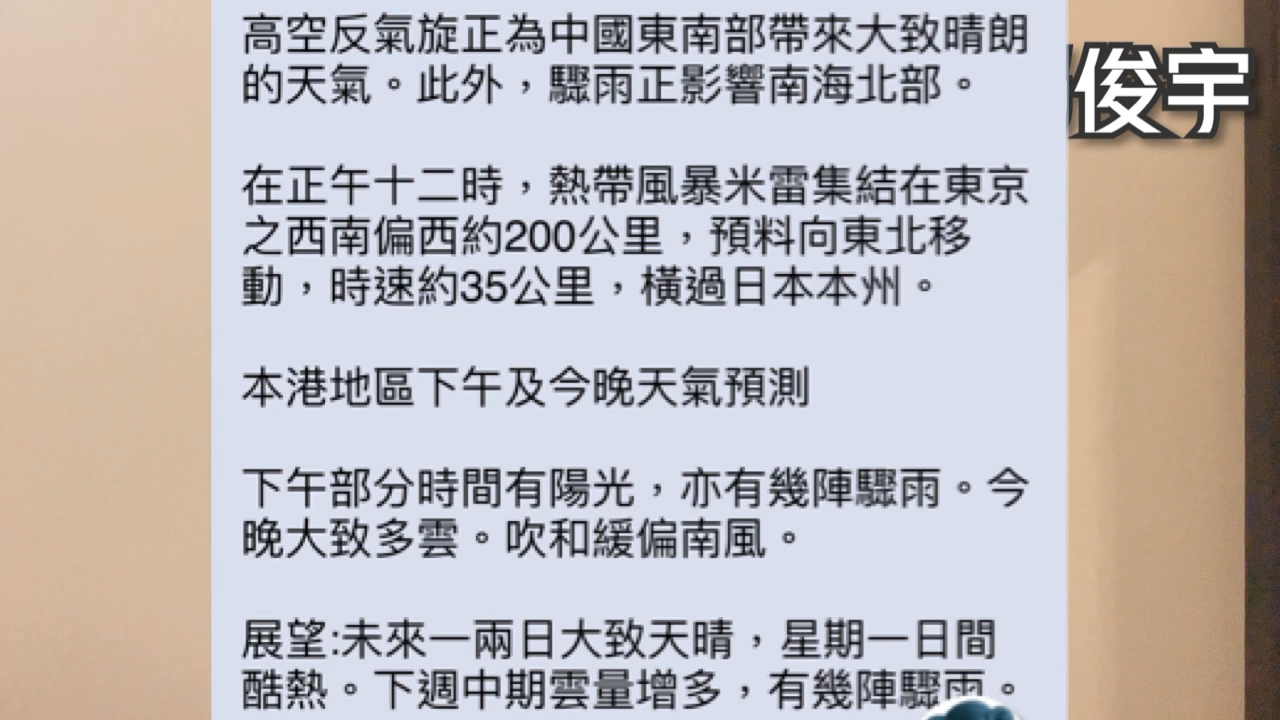 高空反氣旋正為中國東南部帶來大致晴朗
的天氣。此外，驟雨正影響南海北部。
在正午十二時，熱帶風暴米雷集結在東京
之西南偏西約200公里，預料向東北移
動，時速約35公里，橫過日本本州。
本港地區下午及今晚天氣預測
下午部分時間有陽光，亦有幾陣驟雨。今
晚大致多雲。吹和緩偏南風。
展望:未來一兩日大致天晴，星期一日間
酷熱。下週中期雲量增多，有幾陣驟雨。
俊宇